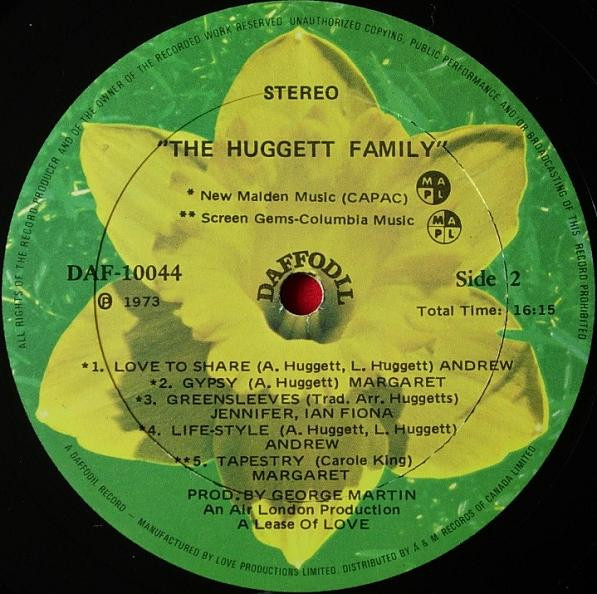 ALL RIGHTS OF THE RECORD PRODUCER AND OF THE OWNER OF THE RECORDED WORK RESERVED. UNAUTHORIZED COPYING, PUBLIC PERFORMANCE AND/OR BROADCASTING OF THIS RECORD PROHIBITED
STEREO
"THE HUGGETT FAMILY"
* New Malden Music (CAPAC) M A P L
** Screen Gems-Columbia Music M A P L
DAFFODIL
DAF-10044
Side 2
Ⓟ 1973
Total Time: 16:15
*1. LOVE TO SHARE (A. Huggett, L. Huggett) ANDREW
*2. GYPSY (A. Huggett) MARGARET
*3. GREENSLEEVES (Trad. Arr. Huggetts)
JENNIFER, IAN FIONA
*4. LIFE-STYLE (A. Huggett, L. Huggett)
ANDREW
**5. TAPESTRY (Carole King)
MARGARET
PROD. BY GEORGE MARTIN
An Air London Production
A Lease Of LOVE
A DAFFODIL RECORD — MANUFACTURED BY LOVE PRODUCTIONS LIMITED. DISTRIBUTED BY A & M RECORDS OF CANADA LIMITED